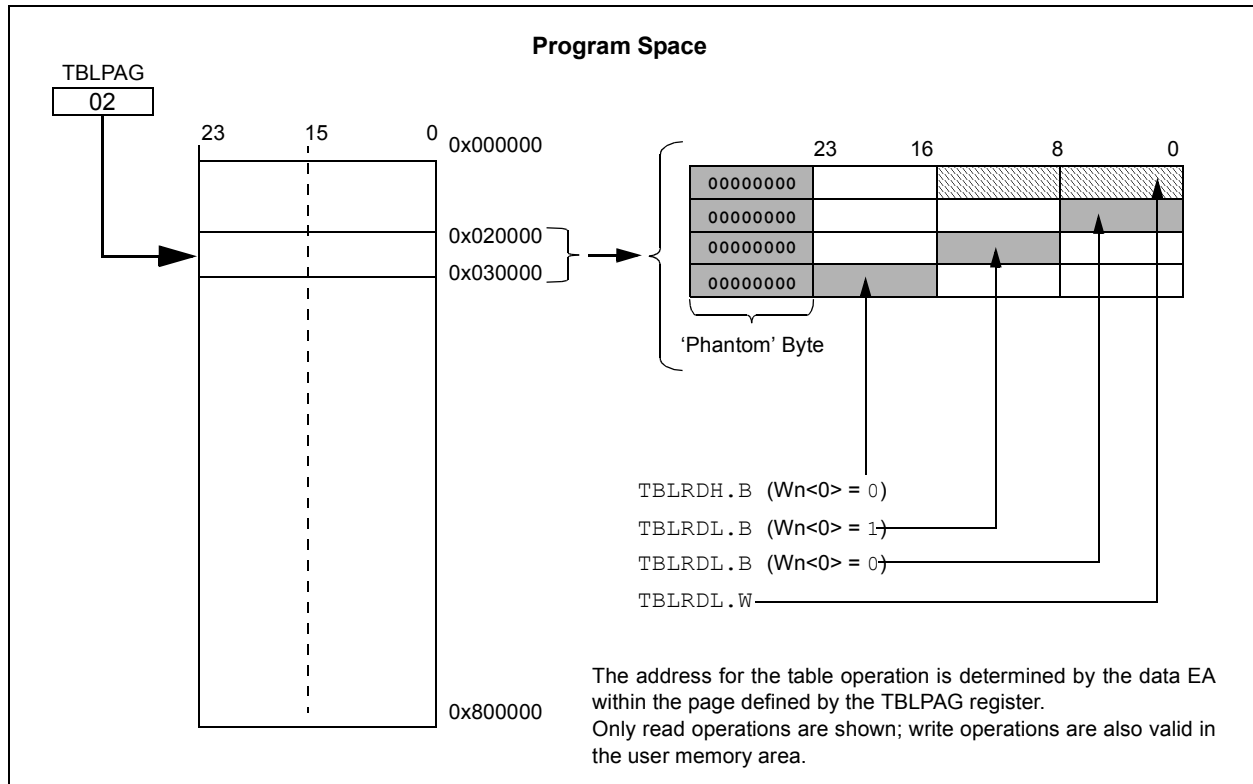 Program Space
TBLPAG
02
23 15 0
0x000000
0x020000
0x030000
0x800000
23 16 8 0
00000000
00000000
00000000
00000000
‘Phantom’ Byte
TBLRDH.B (Wn<0> = 0)
TBLRDL.B (Wn<0> = 1)
TBLRDL.B (Wn<0> = 0)
TBLRDL.W
The address for the table operation is determined by the data EA
within the page defined by the TBLPAG register.
Only read operations are shown; write operations are also valid in
the user memory area.